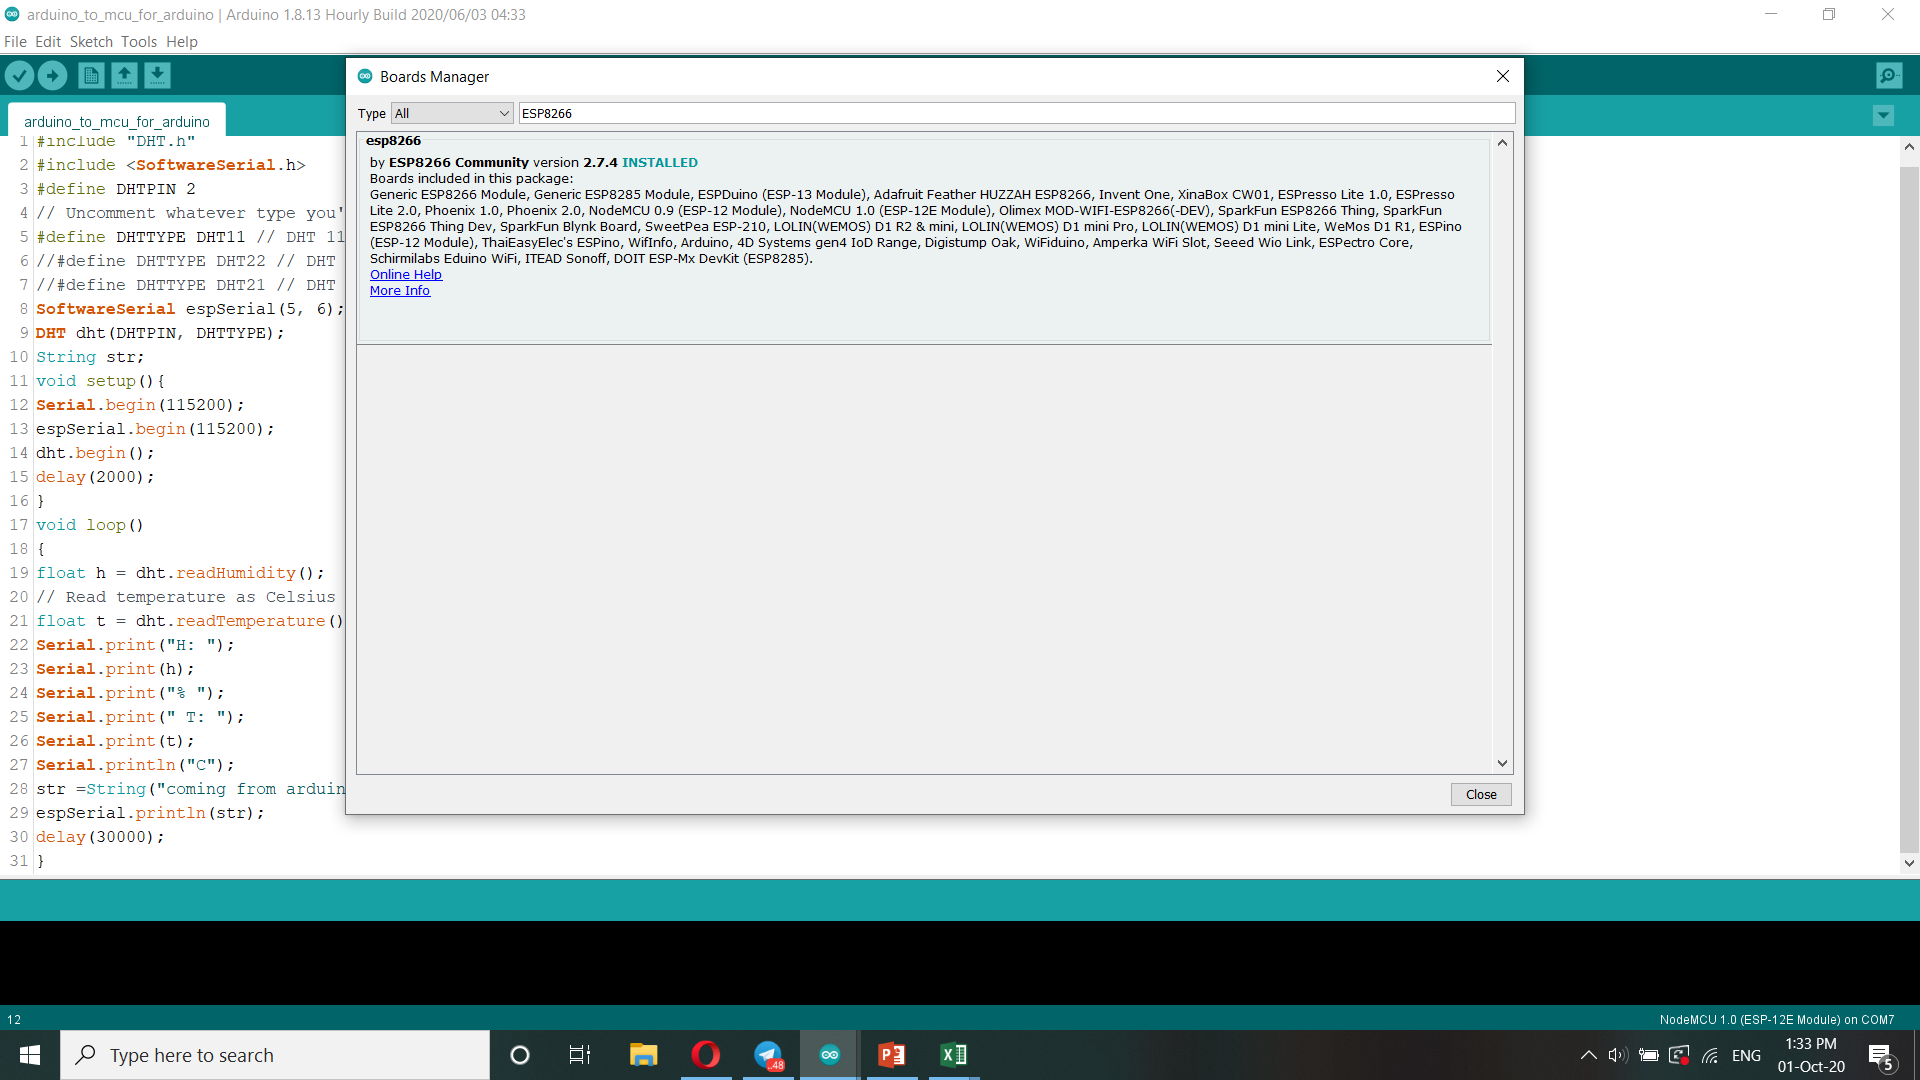 arduino_to_mcu_for_arduino | Arduino 1.8.13 Hourly Build 2020/06/03 04:33
File Edit Sketch Tools Help
arduino_to_mcu_for_arduino
1 #include "DHT.h"
2 #include <SoftwareSerial.h>
3 #define DHTPIN 2
4 // Uncomment whatever type you'
5 #define DHTTYPE DHT11 // DHT 11
6 //#define DHTTYPE DHT22 // DHT
7 //#define DHTTYPE DHT21 // DHT
8 SoftwareSerial espSerial(5, 6);
9 DHT dht(DHTPIN, DHTTYPE);
10 String str;
11 void setup(){
12 Serial.begin(115200);
13 espSerial.begin(115200);
14 dht.begin();
15 delay(2000);
16 }
17 void loop()
18 {
19 float h = dht.readHumidity();
20 // Read temperature as Celsius
21 float t = dht.readTemperature()
22 Serial.print("H: ");
23 Serial.print(h);
24 Serial.print("% ");
25 Serial.print(" T: ");
26 Serial.print(t);
27 Serial.println("C");
28 str =String("coming from arduin
29 espSerial.println(str);
30 delay(30000);
31 }
Boards Manager
Type All ESP8266
esp8266
by ESP8266 Community version 2.7.4 INSTALLED
Boards included in this package:
Generic ESP8266 Module, Generic ESP8285 Module, ESPDuino (ESP-13 Module), Adafruit Feather HUZZAH ESP8266, Invent One, XinaBox CW01, ESPresso Lite 1.0, ESPresso
Lite 2.0, Phoenix 1.0, Phoenix 2.0, NodeMCU 0.9 (ESP-12 Module), NodeMCU 1.0 (ESP-12E Module), Olimex MOD-WIFI-ESP8266(-DEV), SparkFun ESP8266 Thing, SparkFun
ESP8266 Thing Dev, SparkFun Blynk Board, SweetPea ESP-210, LOLIN(WEMOS) D1 R2 & mini, LOLIN(WEMOS) D1 mini Pro, LOLIN(WEMOS) D1 mini Lite, WeMos D1 R1, ESPino
(ESP-12 Module), ThaiEasyElec's ESPino, WifInfo, Arduino, 4D Systems gen4 IoD Range, Digistump Oak, WiFiduino, Amperka WiFi Slot, Seeed Wio Link, ESPectro Core,
Schirmilabs Eduino WiFi, ITEAD Sonoff, DOIT ESP-Mx DevKit (ESP8285).
Online Help
More Info
Close
12
NodeMCU 1.0 (ESP-12E Module) on COM7
Type here to search
..48
ENG
1:33 PM
01-Oct-20
5